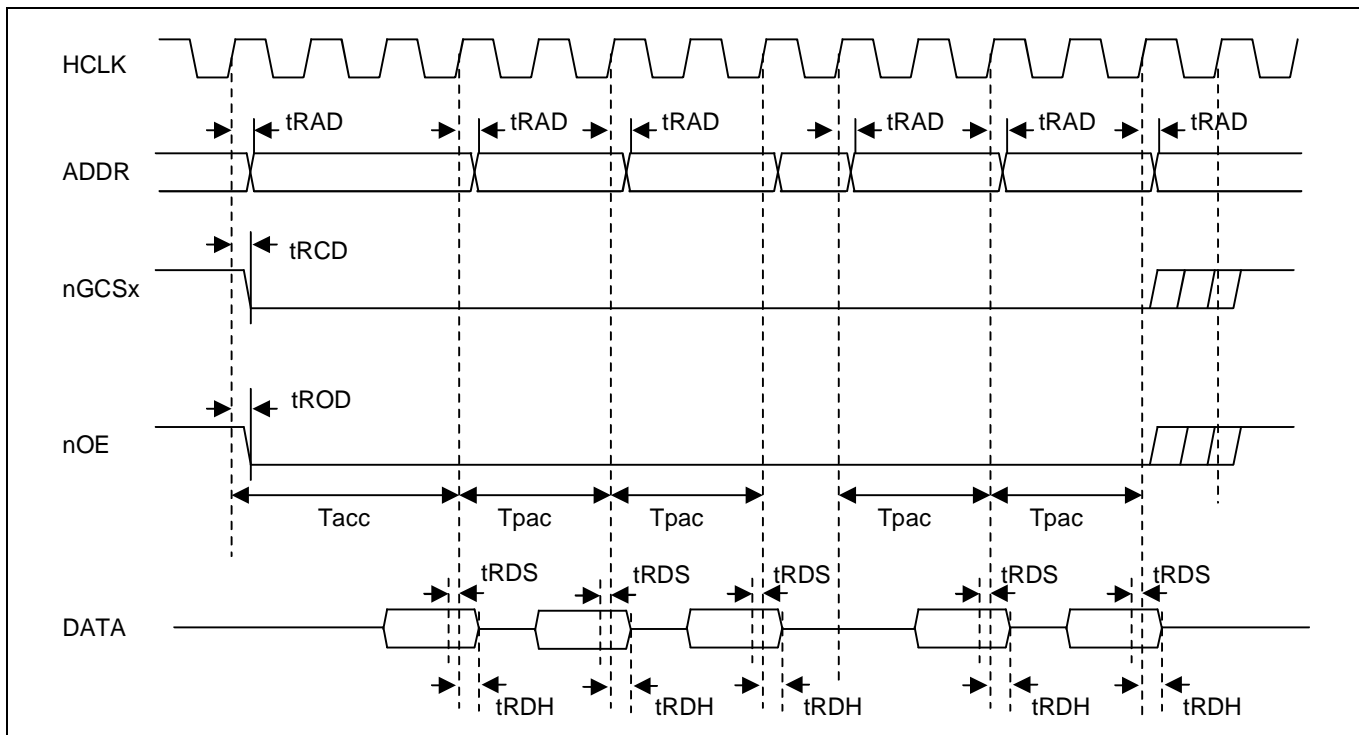 HCLK
tRAD tRAD tRAD tRAD tRAD tRAD
ADDR
tRCD
nGCSx
tROD
nOE
Tacc Tpac Tpac Tpac Tpac
tRDS tRDS tRDS tRDS tRDS
DATA
tRDH tRDH tRDH tRDH tRDH